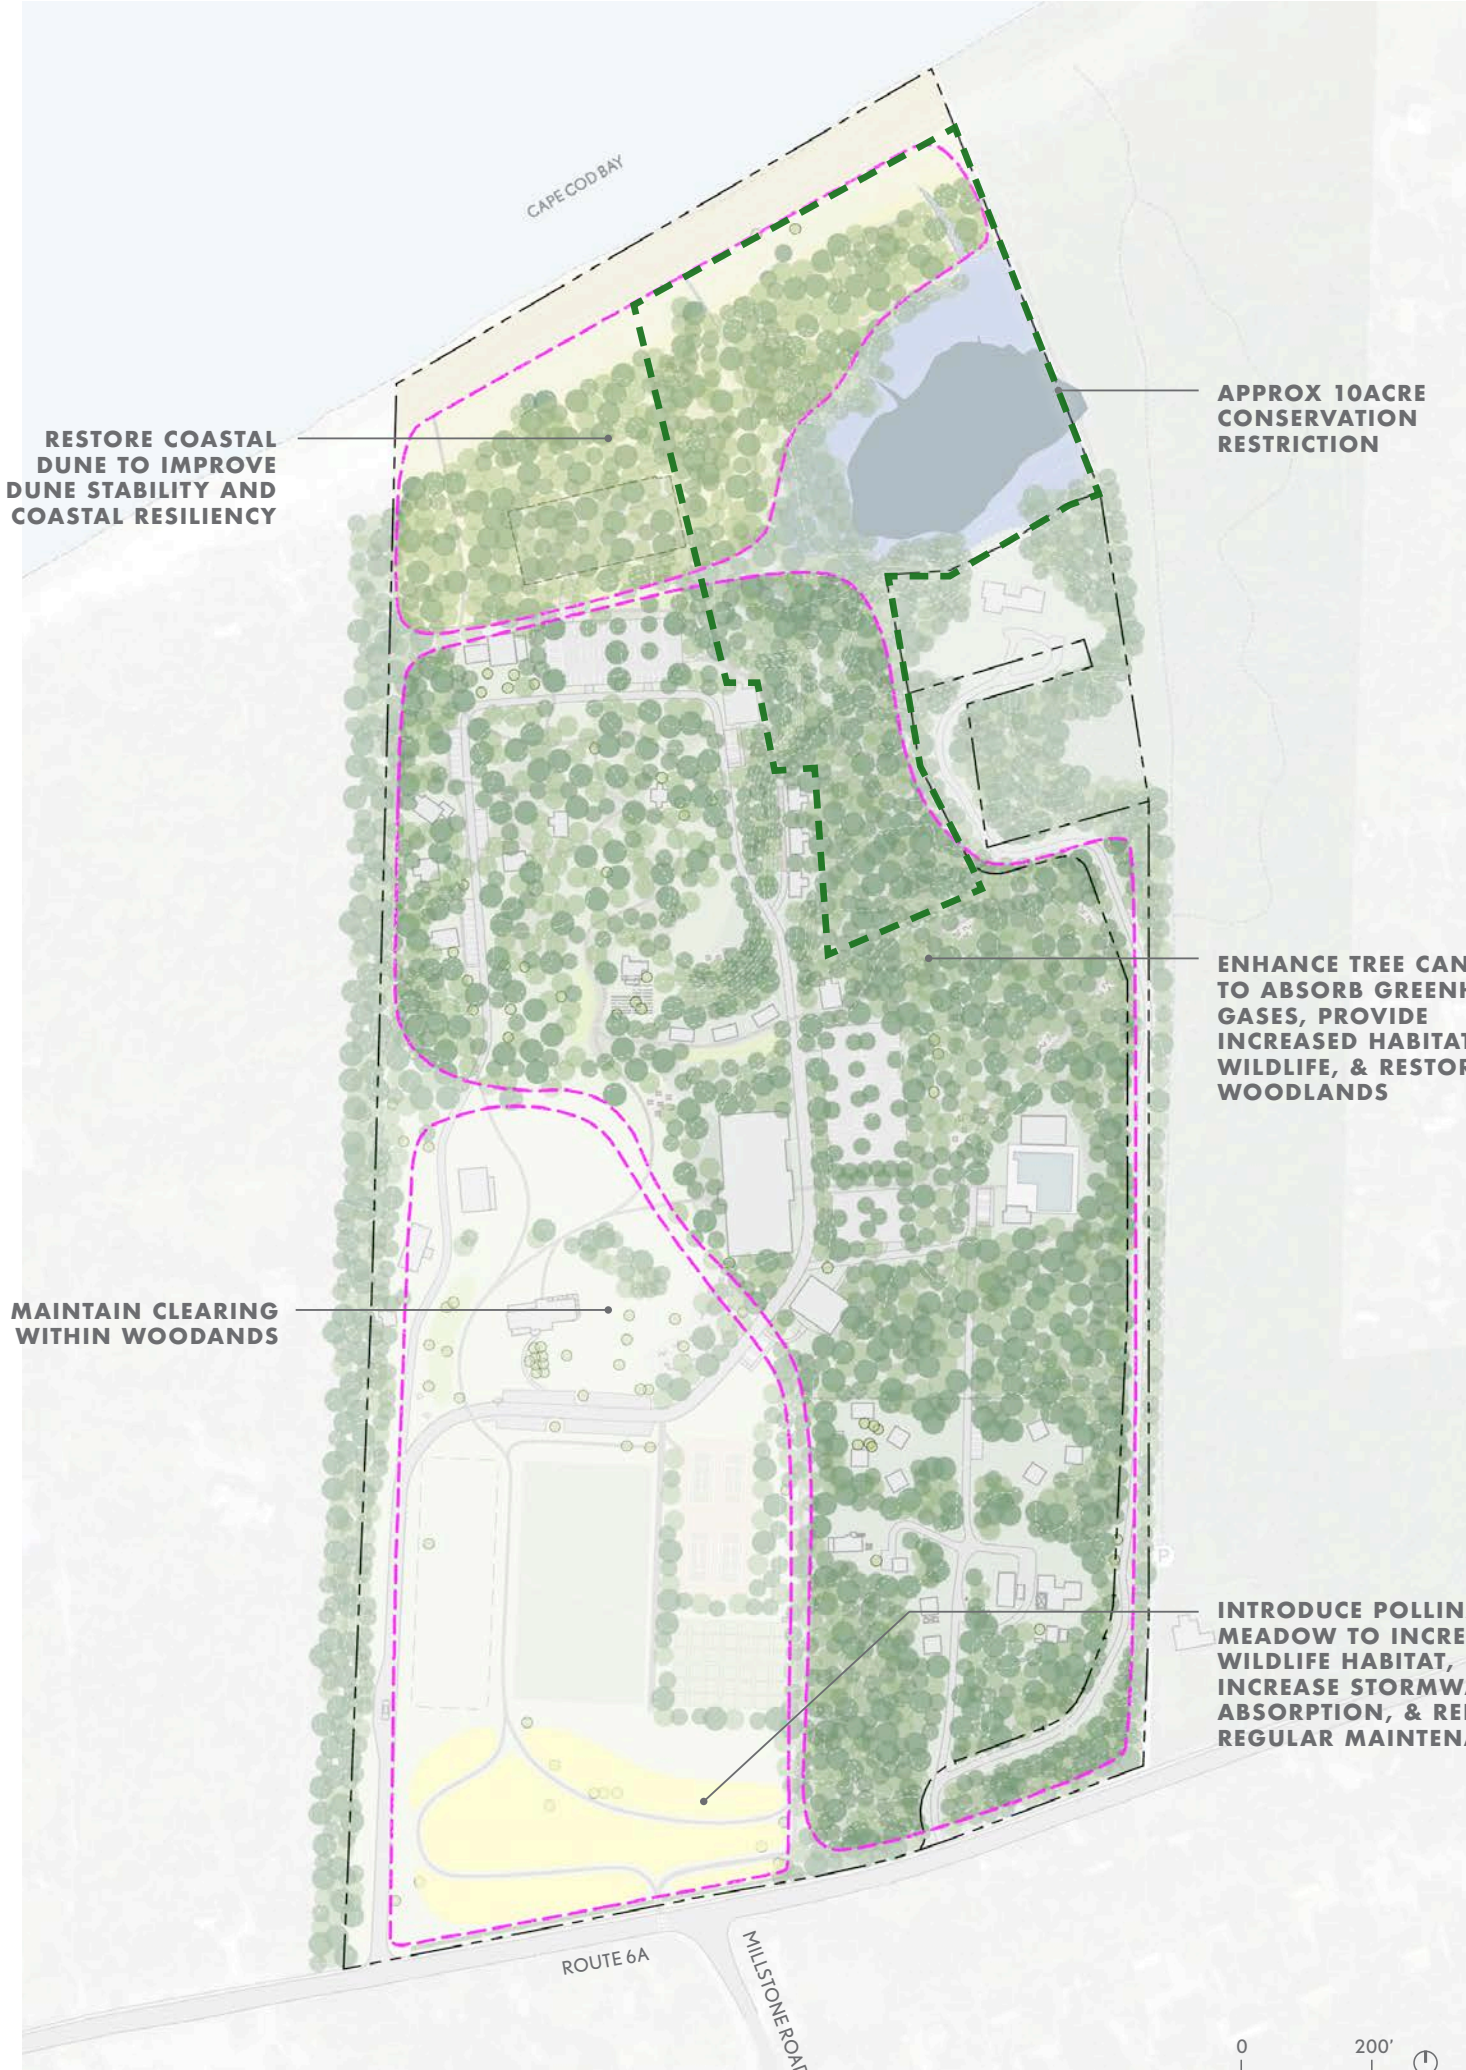 CAPE COD BAY
RESTORE COASTAL
DUNE TO IMPROVE
DUNE STABILITY AND
COASTAL RESILIENCY
APPROX 10ACRE
CONSERVATION
RESTRICTION
ENHANCE TREE CAN
TO ABSORB GREENH
GASES, PROVIDE
INCREASED HABITAT
WILDLIFE, & RESTOR
WOODLANDS
MAINTAIN CLEARING
WITHIN WOODANDS
P
INTRODUCE POLLIN
MEADOW TO INCRE
WILDLIFE HABITAT,
INCREASE STORMW
ABSORPTION, & RE
REGULAR MAINTENA
ROUTE 6A
MILLSTONE ROAD
0 200'